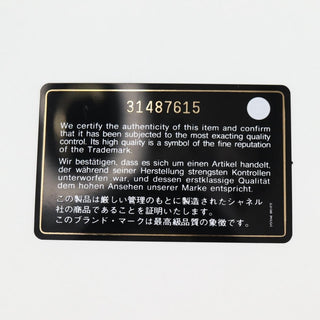 31487615
We certify the authenticity of this item and confirm
that it has been subjected to the most exacting quality
control. Its high quality is a symbol of the fine reputation
of the Trademark.
Wir bestätigen, dass es sich um einen Artikel handelt,
der während seiner Herstellung strengsten Kontrollen
unterworfen war, und dessen erstklassige Qualität
dem hohen Ansehen unserer Marke entspricht.
この製品は厳しい管理のもとに製造されたシャネル
社の商品であることを証明いたします。
このブランド・マークは最高級品質の象徴です。